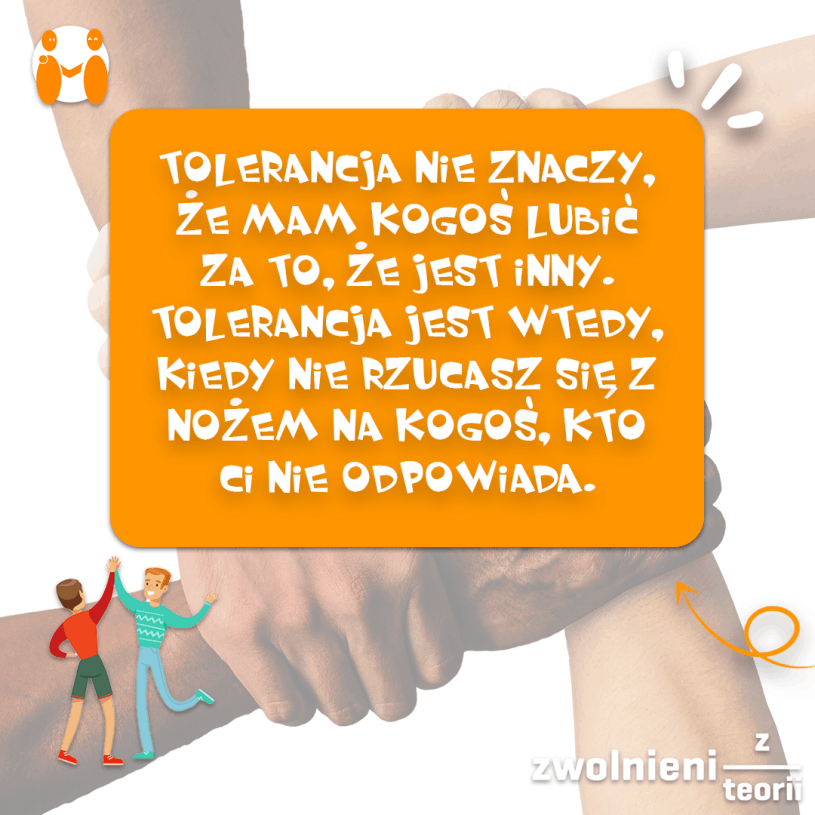 TOLERANCJA NIE ZNACZY,
ŻE MAM KOGOŚ LUBIĆ
ZA TO, ŻE JEST INNY.
TOLERANCJA JEST WTEDY,
KIEDY NIE RZUCASZ SIĘ Z
NOŻEM NA KOGOŚ, KTO
CI NIE ODPOWIADA.
zwolnieni z teorii